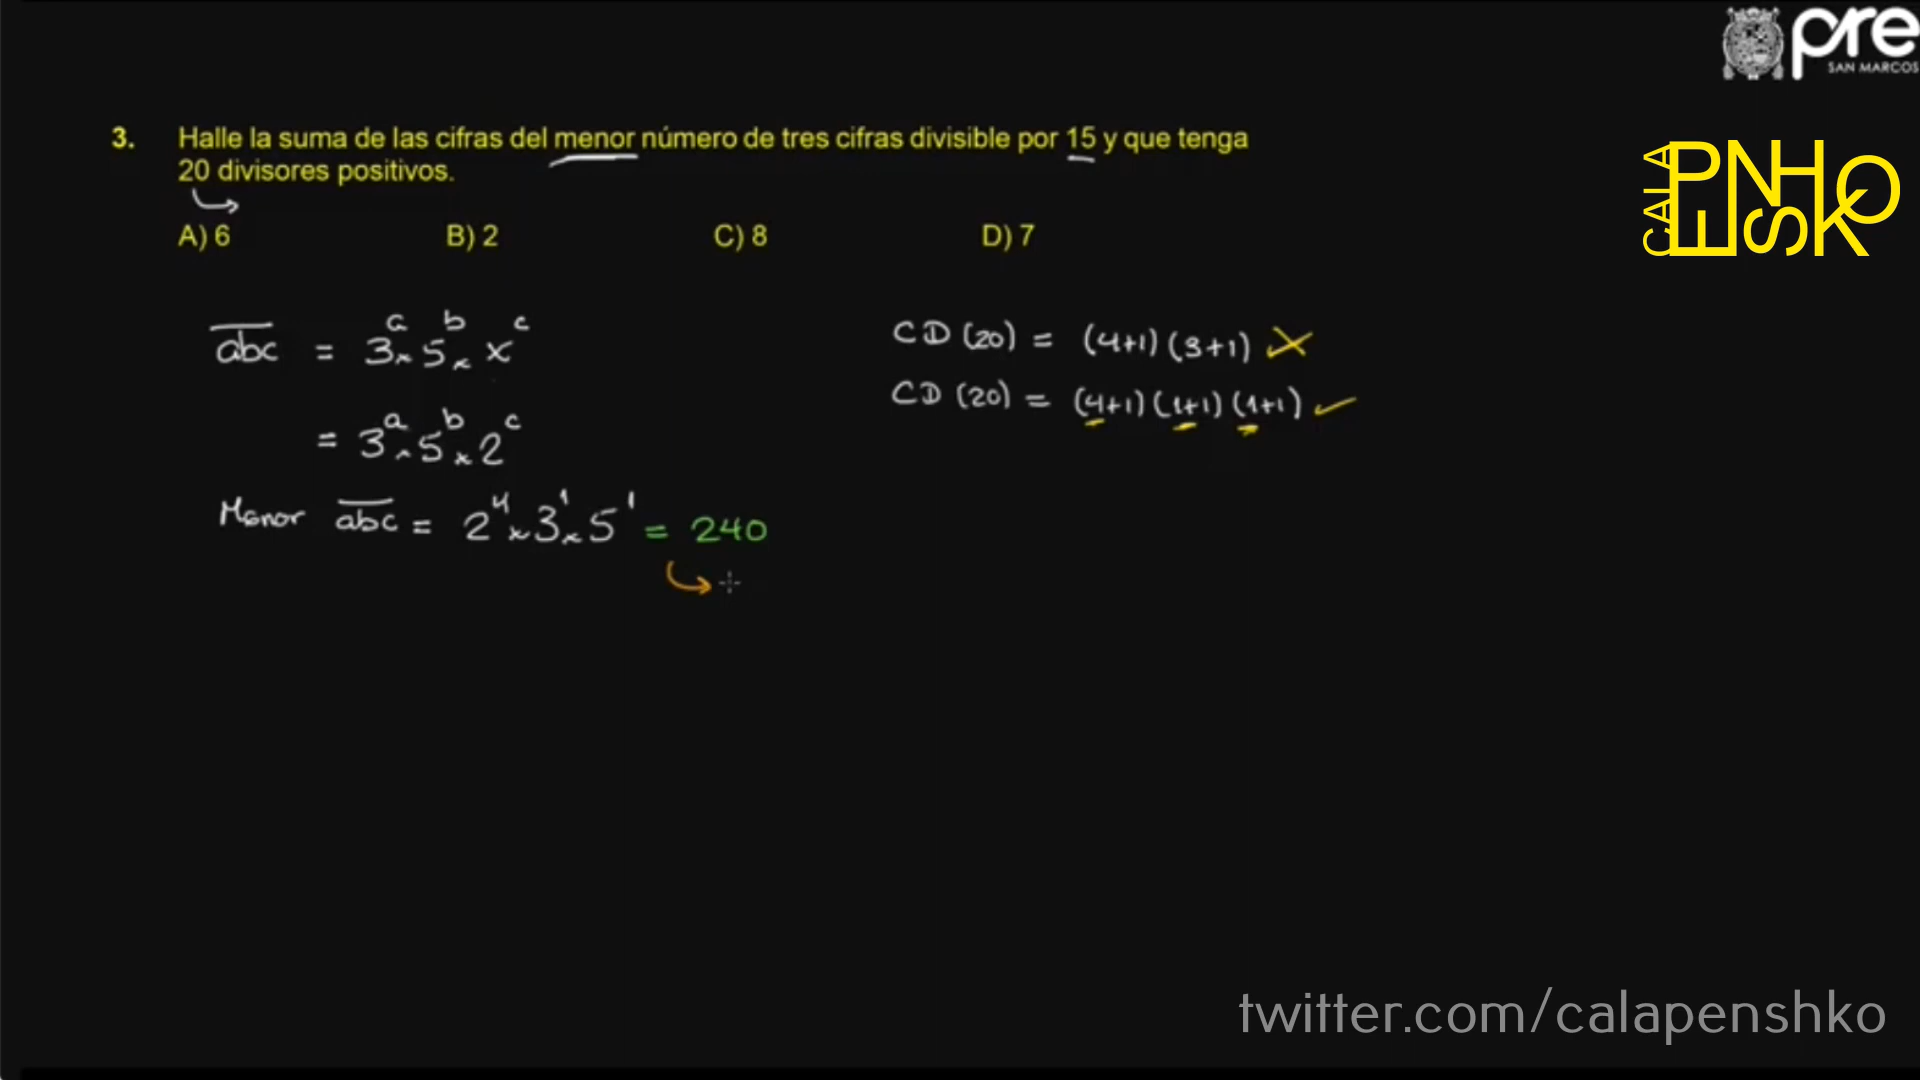 pre
SAN MARCOS
CALA
PENHSKO
3. Halle la suma de las cifras del menor número de tres cifras divisible por 15 y que tenga
20 divisores positivos.
A) 6 B) 2 C) 8 D) 7
abc = 3^a × 5^b × x^c
= 3^a × 5^b × 2^c
Menor abc = 2^4 × 3^1 × 5^1 = 240
CD (20) = (4+1) (3+1)
CD (20) = (4+1) (1+1) (1+1)
twitter.com/calapenshko